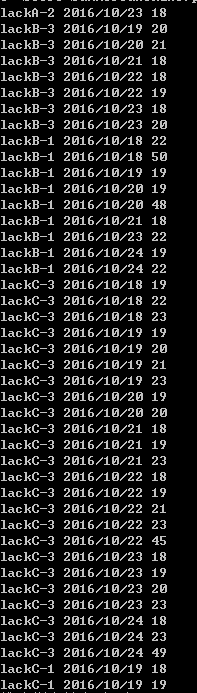 lackA-2 2016/10/23 18
lackB-3 2016/10/19 20
lackB-3 2016/10/20 21
lackB-3 2016/10/21 18
lackB-3 2016/10/22 18
lackB-3 2016/10/22 19
lackB-3 2016/10/23 18
lackB-3 2016/10/23 20
lackB-1 2016/10/18 22
lackB-1 2016/10/18 50
lackB-1 2016/10/19 19
lackB-1 2016/10/20 19
lackB-1 2016/10/20 48
lackB-1 2016/10/21 18
lackB-1 2016/10/23 22
lackB-1 2016/10/24 19
lackB-1 2016/10/24 22
lackC-3 2016/10/18 19
lackC-3 2016/10/18 22
lackC-3 2016/10/18 23
lackC-3 2016/10/19 19
lackC-3 2016/10/19 20
lackC-3 2016/10/19 21
lackC-3 2016/10/19 23
lackC-3 2016/10/20 19
lackC-3 2016/10/20 20
lackC-3 2016/10/21 18
lackC-3 2016/10/21 19
lackC-3 2016/10/21 23
lackC-3 2016/10/22 18
lackC-3 2016/10/22 19
lackC-3 2016/10/22 21
lackC-3 2016/10/22 23
lackC-3 2016/10/22 45
lackC-3 2016/10/23 18
lackC-3 2016/10/23 19
lackC-3 2016/10/23 20
lackC-3 2016/10/23 23
lackC-3 2016/10/24 18
lackC-3 2016/10/24 23
lackC-3 2016/10/24 49
lackC-1 2016/10/19 18
lackC-1 2016/10/19 19